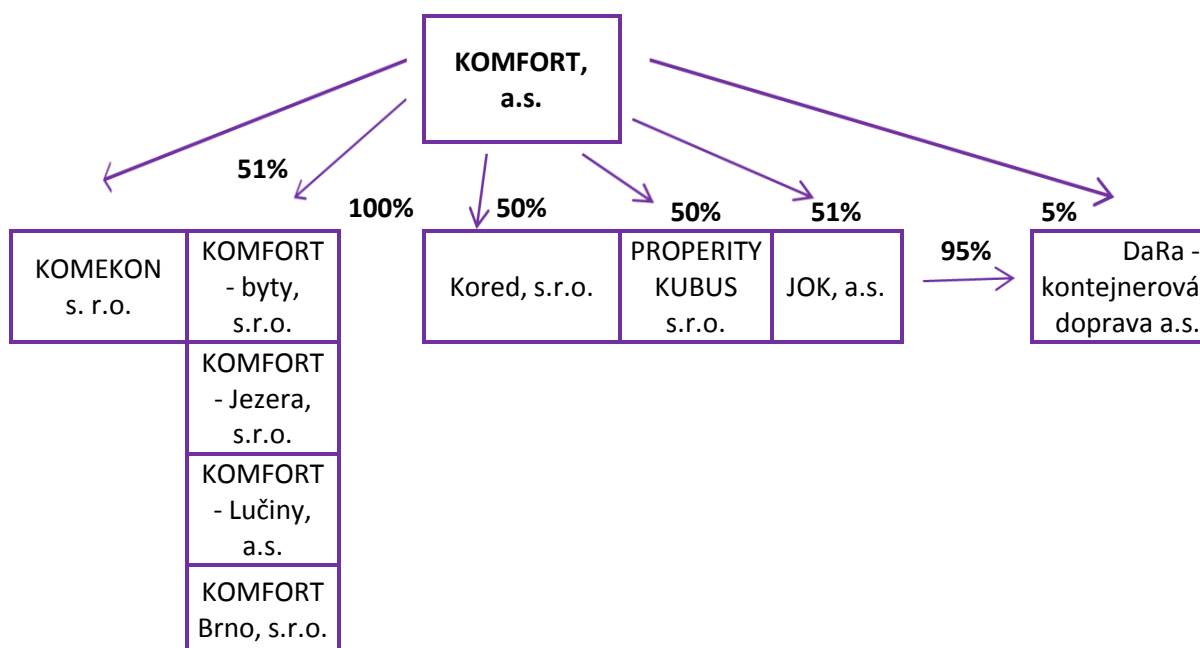 KOMFORT,
a.s.
51%
100%
50%
50%
51%
5%
95%
KOMEKON
s. r.o.
KOMFORT
- byty,
s.r.o.
Kored, s.r.o.
PROPERITY
KUBUS
s.r.o.
JOK, a.s.
DaRa -
kontejnerová
doprava a.s.
KOMFORT
- Jezera,
s.r.o.
KOMFORT
- Lučiny,
a.s.
KOMFORT
Brno, s.r.o.